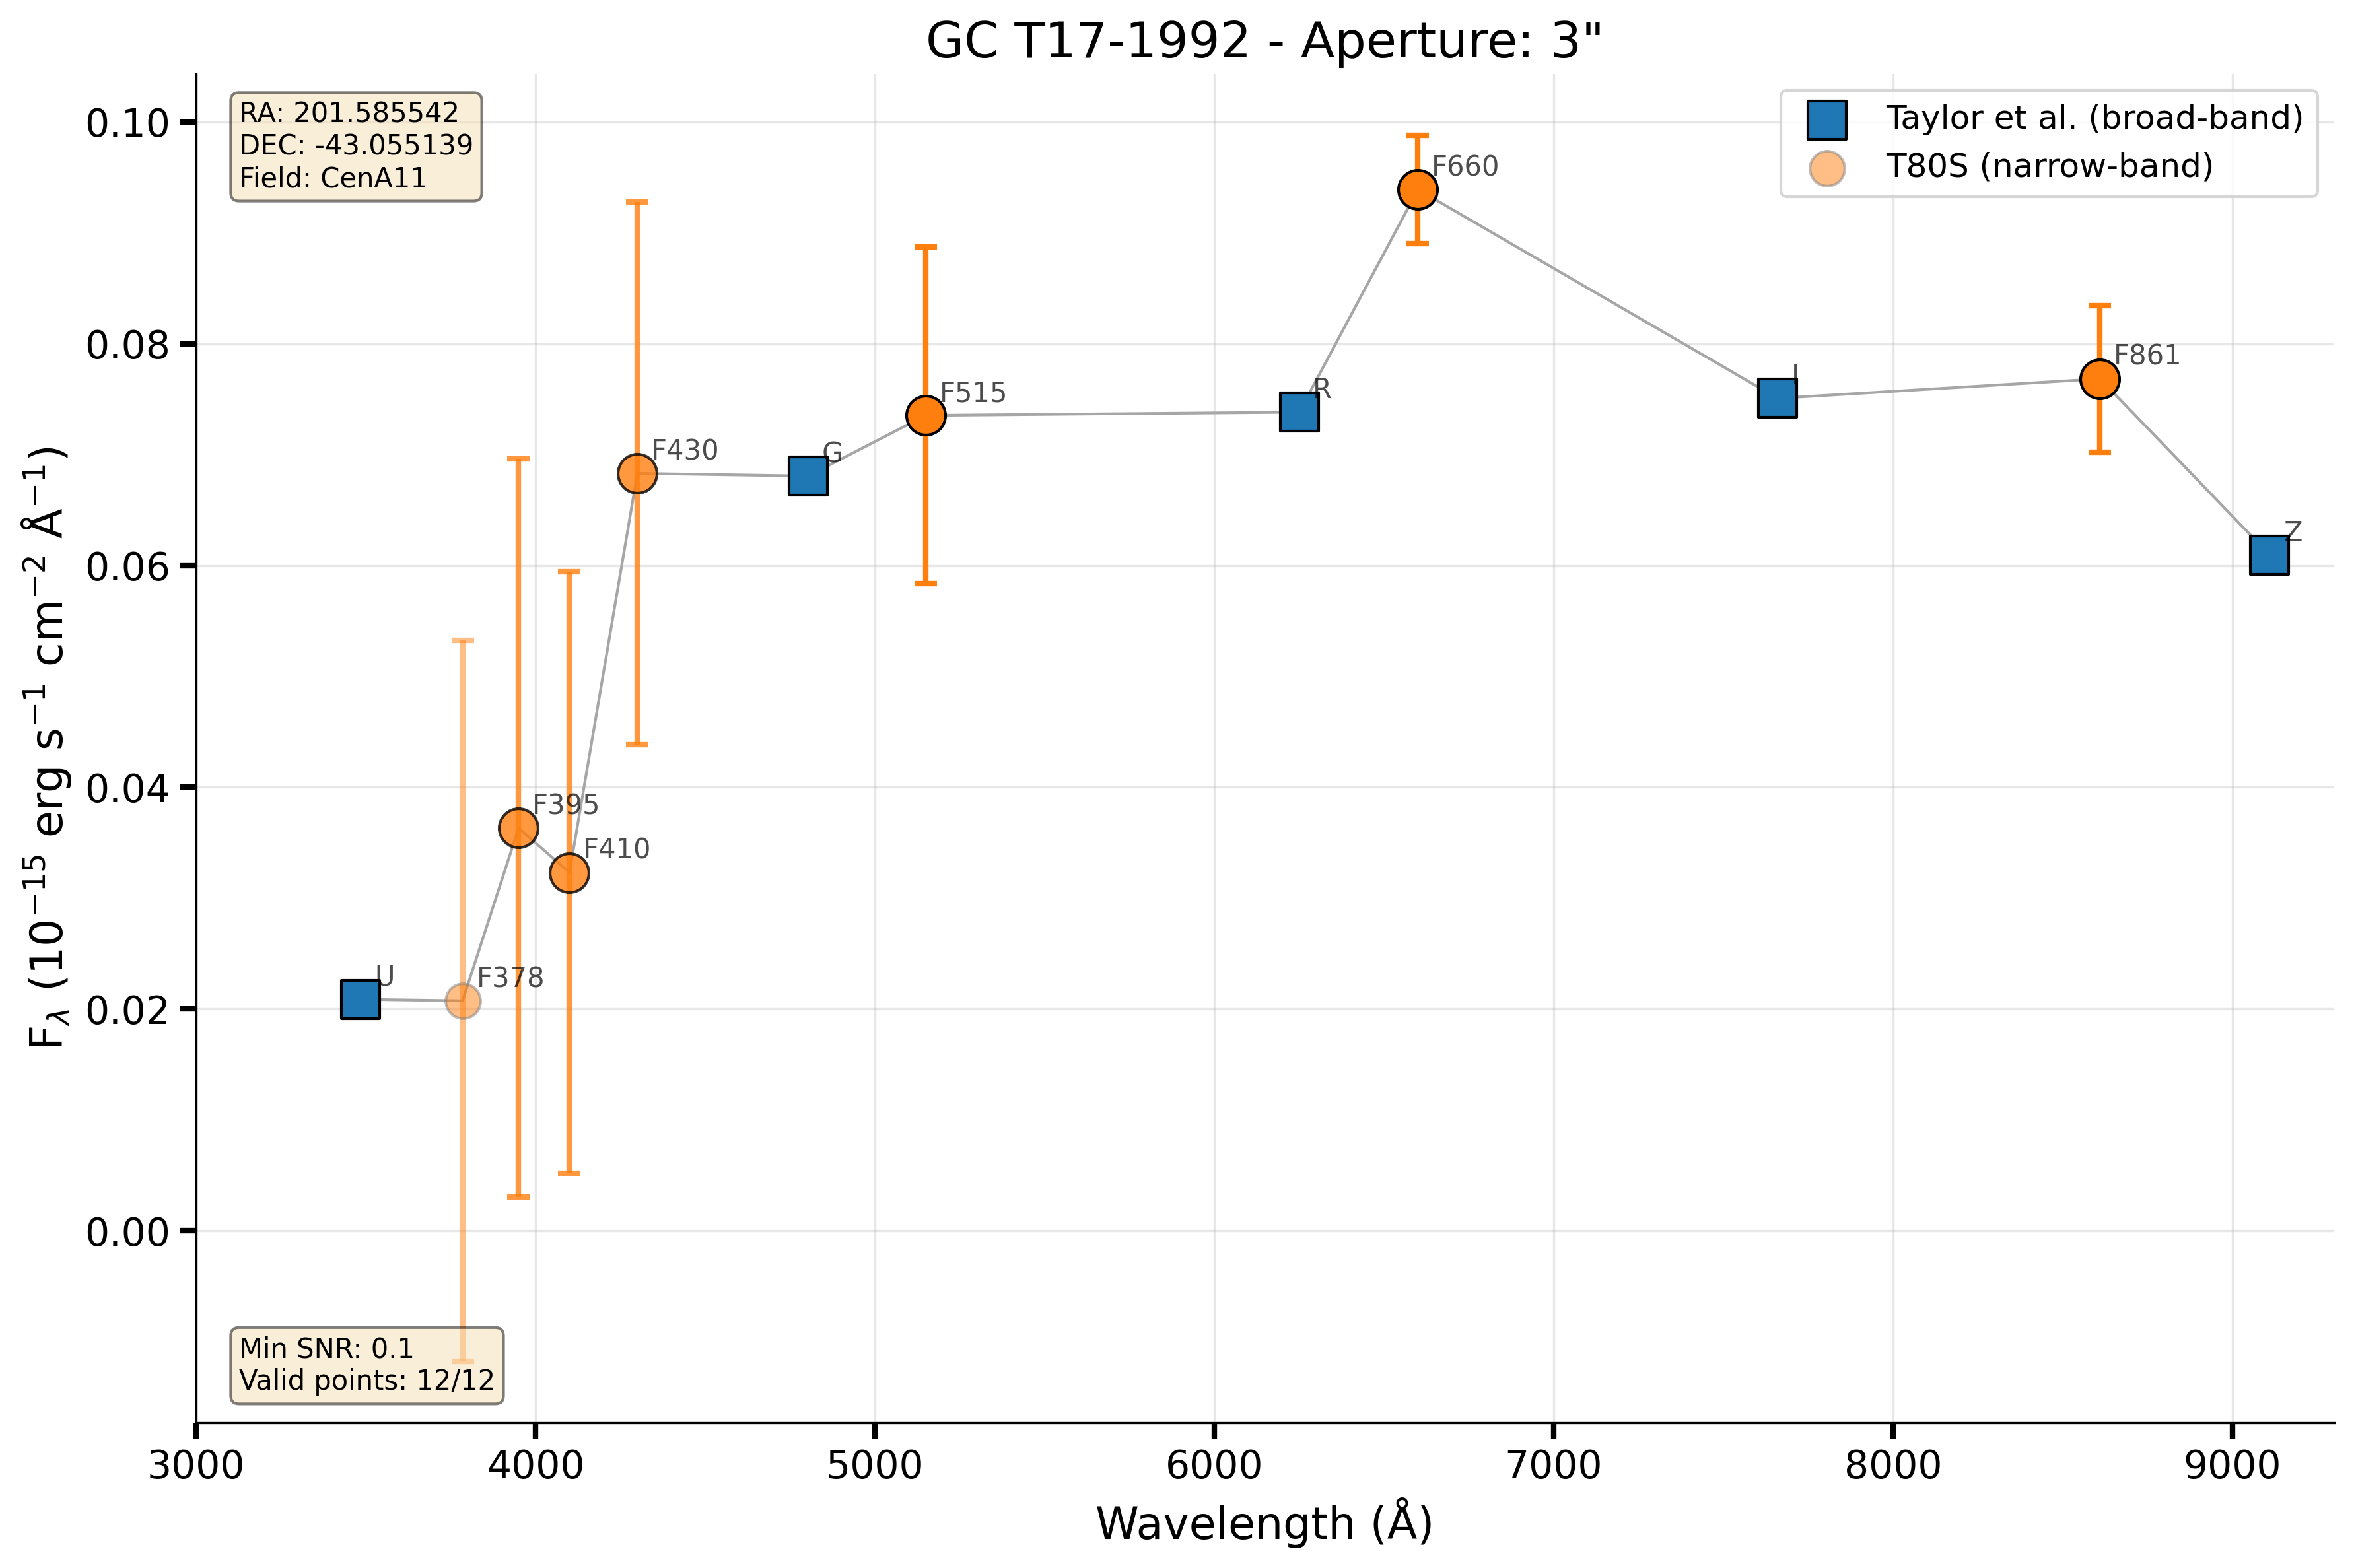 GC T17-1992 - Aperture: 3"
RA: 201.585542
DEC: -43.055139
Field: CenA11
Taylor et al. (broad-band)
T80S (narrow-band)
F660
F861
I
R
F515
G
F430
Z
F395
F410
U
F378
Min SNR: 0.1
Valid points: 12/12
0.10
0.08
0.06
0.04
0.02
0.00
F_λ (10⁻¹⁵ erg s⁻¹ cm⁻² Å⁻¹)
3000 4000 5000 6000 7000 8000 9000
Wavelength (Å)